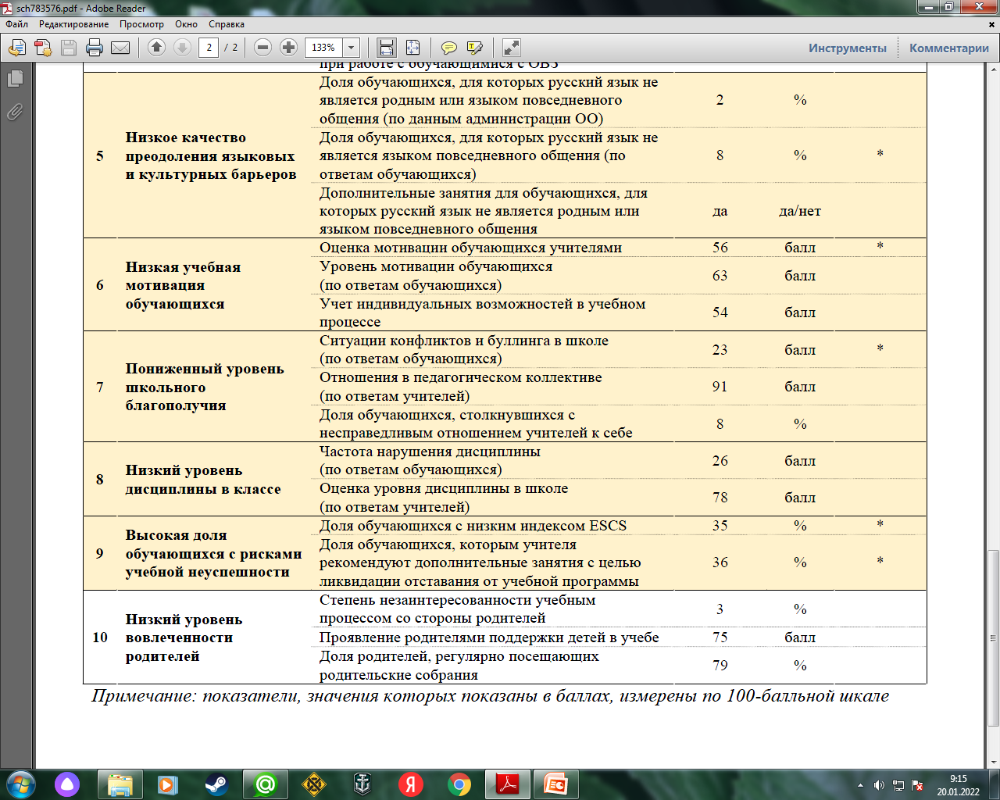 sch783576.pdf - Adobe Reader
Файл Редактирование Просмотр Окно Справка
2 / 2 133% Инструменты Комментарии
при работе с обучающимися с ОВЗ
5 Низкое качество
преодоления языковых
и культурных барьеров
Доля обучающихся, для которых русский язык не
является родным или языком повседневного
общения (по данным администрации ОО)
2 %
Доля обучающихся, для которых русский язык не
является языком повседневного общения (по
ответам обучающихся)
8 % *
Дополнительные занятия для обучающихся, для
которых русский язык не является родным или
языком повседневного общения
да да/нет
6 Низкая учебная
мотивация
обучающихся
Оценка мотивации обучающихся учителями 56 балл *
Уровень мотивации обучающихся
(по ответам обучающихся)
63 балл
Учет индивидуальных возможностей в учебном
процессе
54 балл
7 Пониженный уровень
школьного
благополучия
Ситуации конфликтов и буллинга в школе
(по ответам обучающихся)
23 балл *
Отношения в педагогическом коллективе
(по ответам учителей)
91 балл
Доля обучающихся, столкнувшихся с
несправедливым отношением учителей к себе
8 %
8 Низкий уровень
дисциплины в классе
Частота нарушения дисциплины
(по ответам обучающихся)
26 балл
Оценка уровня дисциплины в школе
(по ответам учителей)
78 балл
9 Высокая доля
обучающихся с рисками
учебной неуспешности
Доля обучающихся с низким индексом ESCS 35 % *
Доля обучающихся, которым учителя
рекомендуют дополнительные занятия с целью
ликвидации отставания от учебной программы
36 % *
10 Низкий уровень
вовлеченности
родителей
Степень незаинтересованности учебным
процессом со стороны родителей
3 %
Проявление родителями поддержки детей в учебе 75 балл
Доля родителей, регулярно посещающих
родительские собрания
79 %
Примечание: показатели, значения которых показаны в баллах, измерены по 100-балльной шкале
9:15
20.01.2022